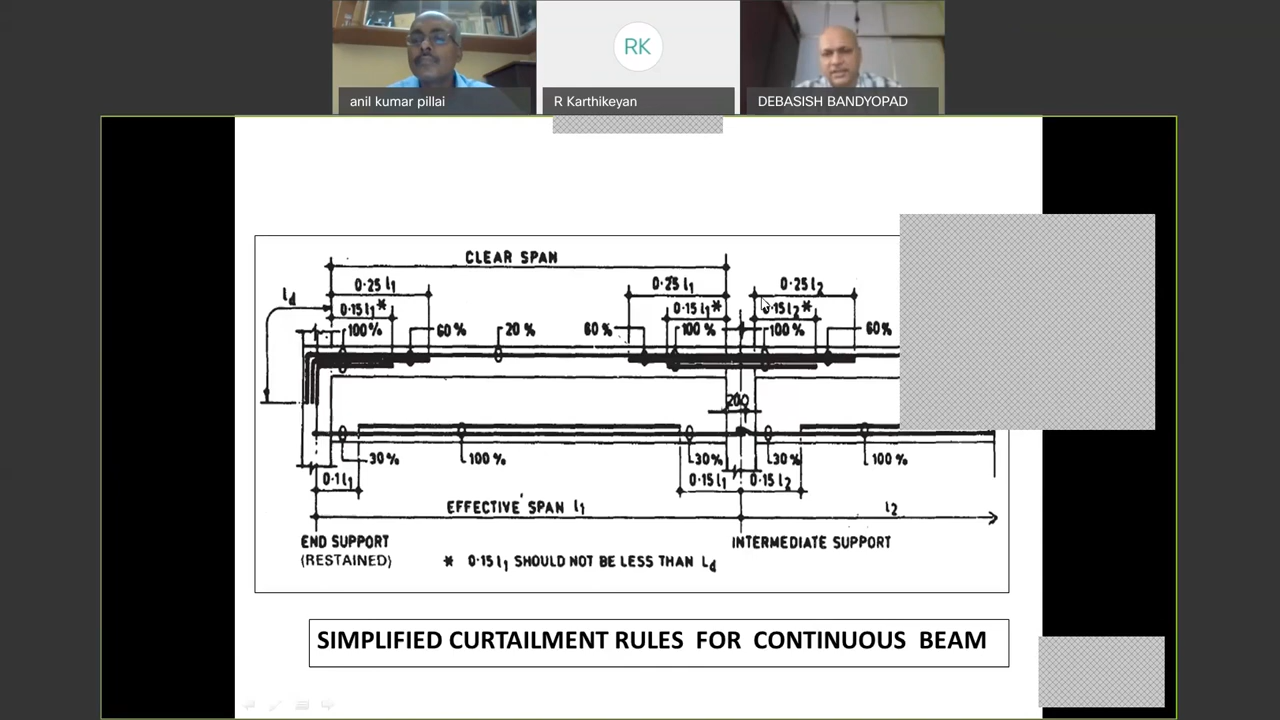 RK
anil kumar pillai
R Karthikeyan
DEBASISH BANDYOPAD
CLEAR SPAN
0·25 l1 0·25 l1 0·25 l2
ld
0·15 l1* 0·15 l1* 0·15 l2*
100% 60% 20% 60% 100% 100% 60%
200
30% 100% 30% 30% 100%
0·1 l1 0·15 l1 0·15 l2
EFFECTIVE SPAN l1 l2
END SUPPORT INTERMEDIATE SUPPORT
(RESTAINED) * 0·15 l1 SHOULD NOT BE LESS THAN Ld
SIMPLIFIED CURTAILMENT RULES FOR CONTINUOUS BEAM